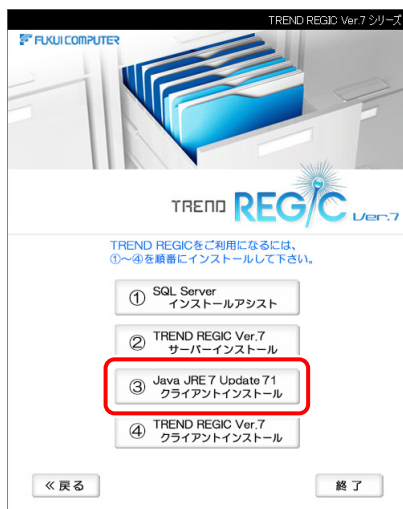 TREND REGIC Ver.7 シリーズ
FUKUI COMPUTER
TREND REGIC Ver.7
TREND REGICをご利用になるには、
①～④を順番にインストールして下さい。
① SQL Server
インストールアシスト
② TREND REGIC Ver.7
サーバーインストール
③ Java JRE 7 Update 71
クライアントインストール
④ TREND REGIC Ver.7
クライアントインストール
≪戻る
終了